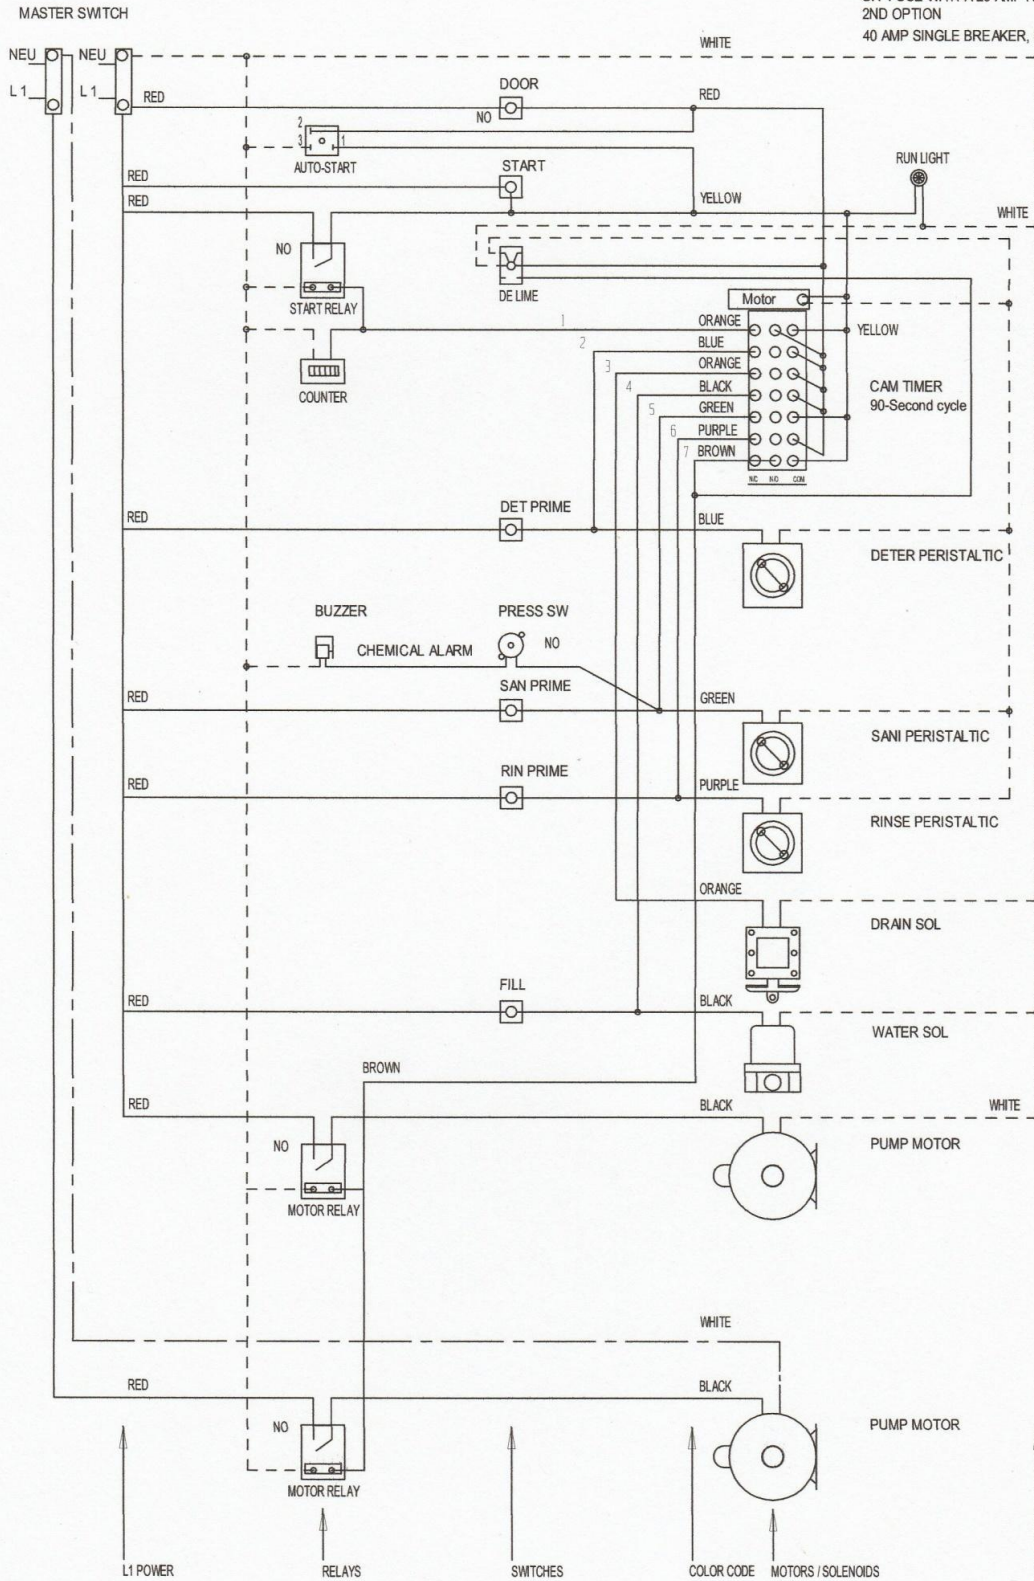 2ND OPTION
MASTER SWITCH
40 AMP SINGLE BREAKER,
NEU NEU WHITE
L 1 L 1
RED DOOR RED
NO
2
3 1
AUTO-START
START RUN LIGHT
RED
RED YELLOW WHITE
NO
DE LIME
START RELAY Motor
1 ORANGE YELLOW
2 BLUE
3 ORANGE
4 BLACK CAM TIMER
COUNTER
5 GREEN 90-Second cycle
6 PURPLE
7 BROWN
N/C N/O COM
DET PRIME
RED BLUE
DETER PERISTALTIC
BUZZER PRESS SW
CHEMICAL ALARM NO
SAN PRIME
RED GREEN
SANI PERISTALTIC
RIN PRIME
RED PURPLE
RINSE PERISTALTIC
ORANGE
DRAIN SOL
FILL
RED BLACK
WATER SOL
BROWN
RED BLACK WHITE
NO PUMP MOTOR
MOTOR RELAY
WHITE
RED BLACK
NO PUMP MOTOR
MOTOR RELAY
L1 POWER RELAYS SWITCHES COLOR CODE MOTORS / SOLENOIDS